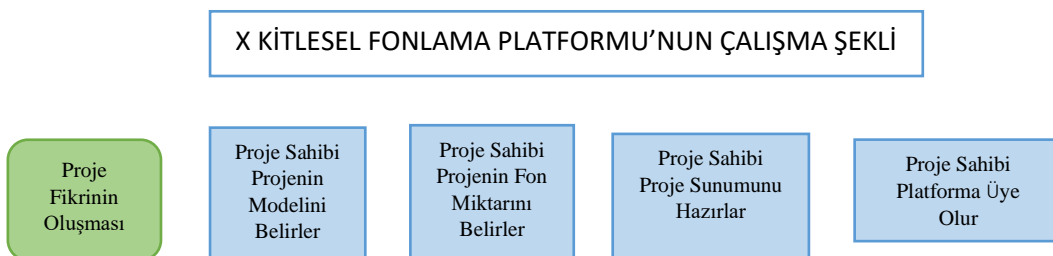 X KİTLESEL FONLAMA PLATFORMU’NUN ÇALIŞMA ŞEKLİ
Proje
Fikrinin
Oluşması
Proje Sahibi
Projenin
Modelini
Belirler
Proje Sahibi
Projenin Fon
Miktarını
Belirler
Proje Sahibi
Proje Sunumunu
Hazırlar
Proje Sahibi
Platforma Üye
Olur